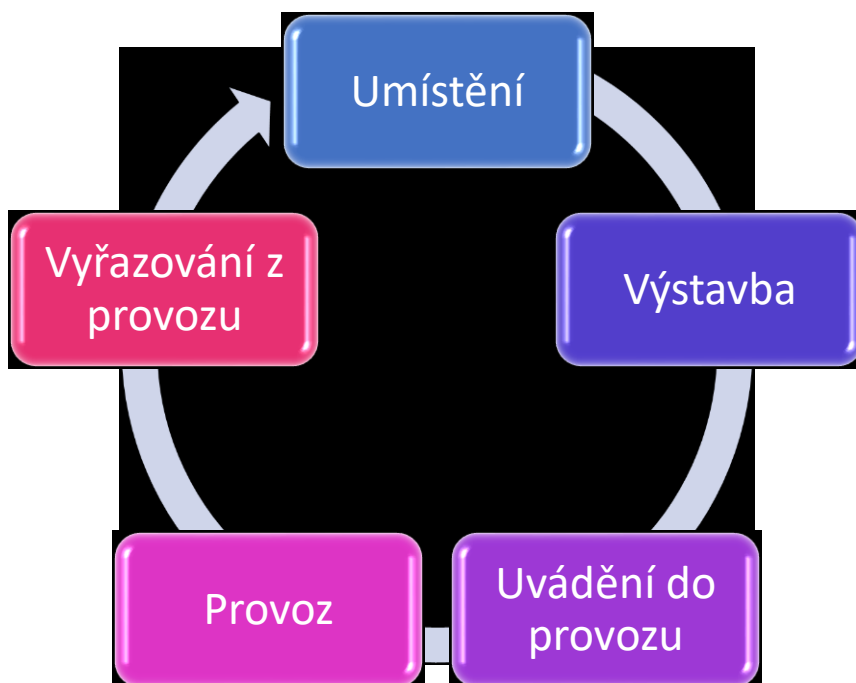 Umístění
Výstavba
Uvádění do
provozu
Provoz
Vyřazování z
provozu